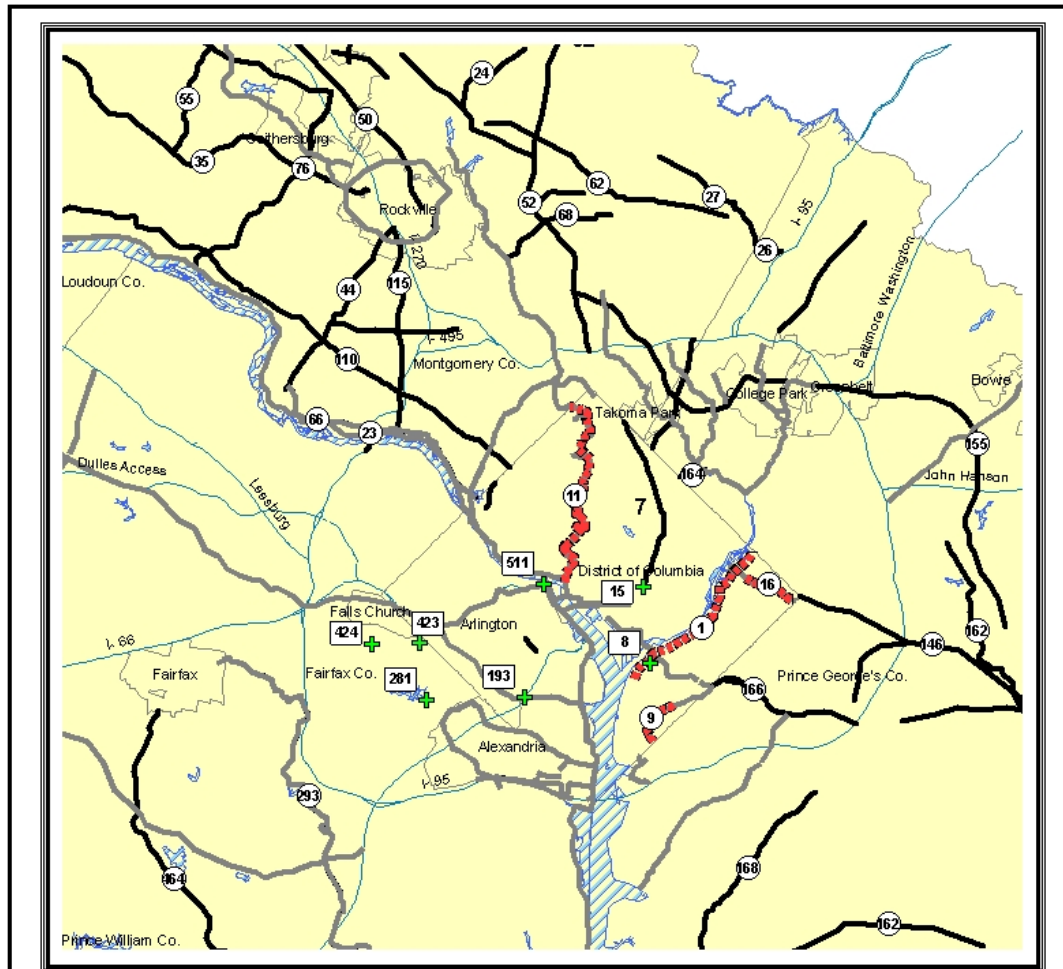 24
55
50
Gaithersburg
35
76
62
27
Rockville
52
68
I- 95
26
I- 270
Baltimore Washington
Loudoun Co.
44
115
I- 495
110
Montgomery Co.
College Park
Greenbelt
Bowie
Takoma Park
66
23
155
Dulles Access
164
John Hanson
Leesburg
11
7
511
District of Columbia
15
16
Falls Church
423
424
Arlington
8
1
162
146
I- 66
Fairfax
Fairfax Co.
281
193
Prince George's Co.
166
9
Alexandria
I- 95
293
168
464
162
Prince William Co.